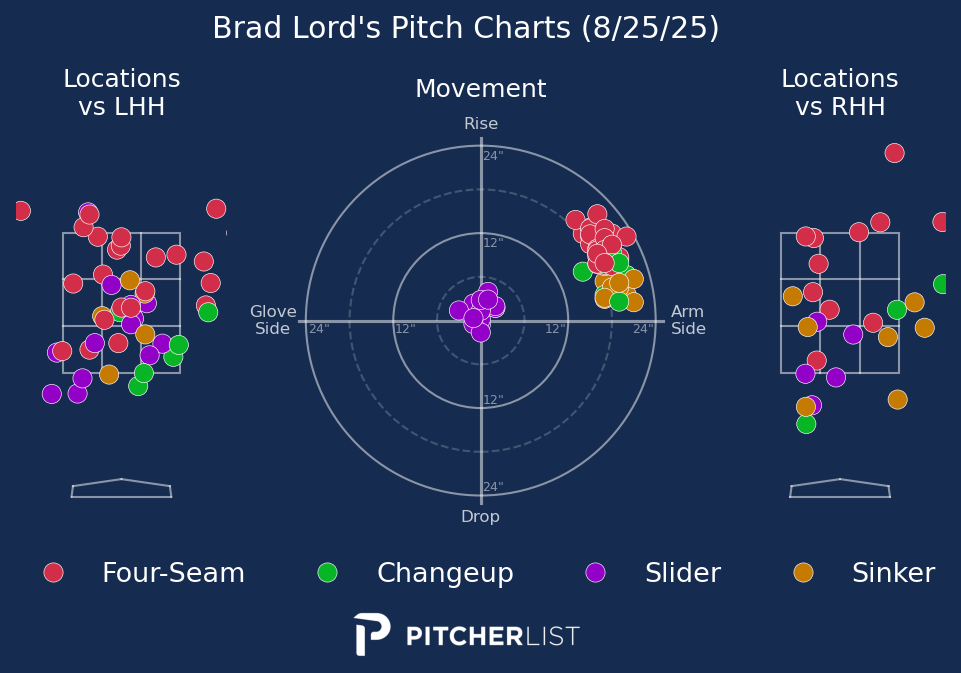 Brad Lord's Pitch Charts (8/25/25)
Locations
vs LHH
Movement
Locations
vs RHH
Rise
24"
12"
Glove
Side
24"
12"
12"
24"
Arm
Side
12"
24"
Drop
Four-Seam
Changeup
Slider
Sinker
PITCHERLIST